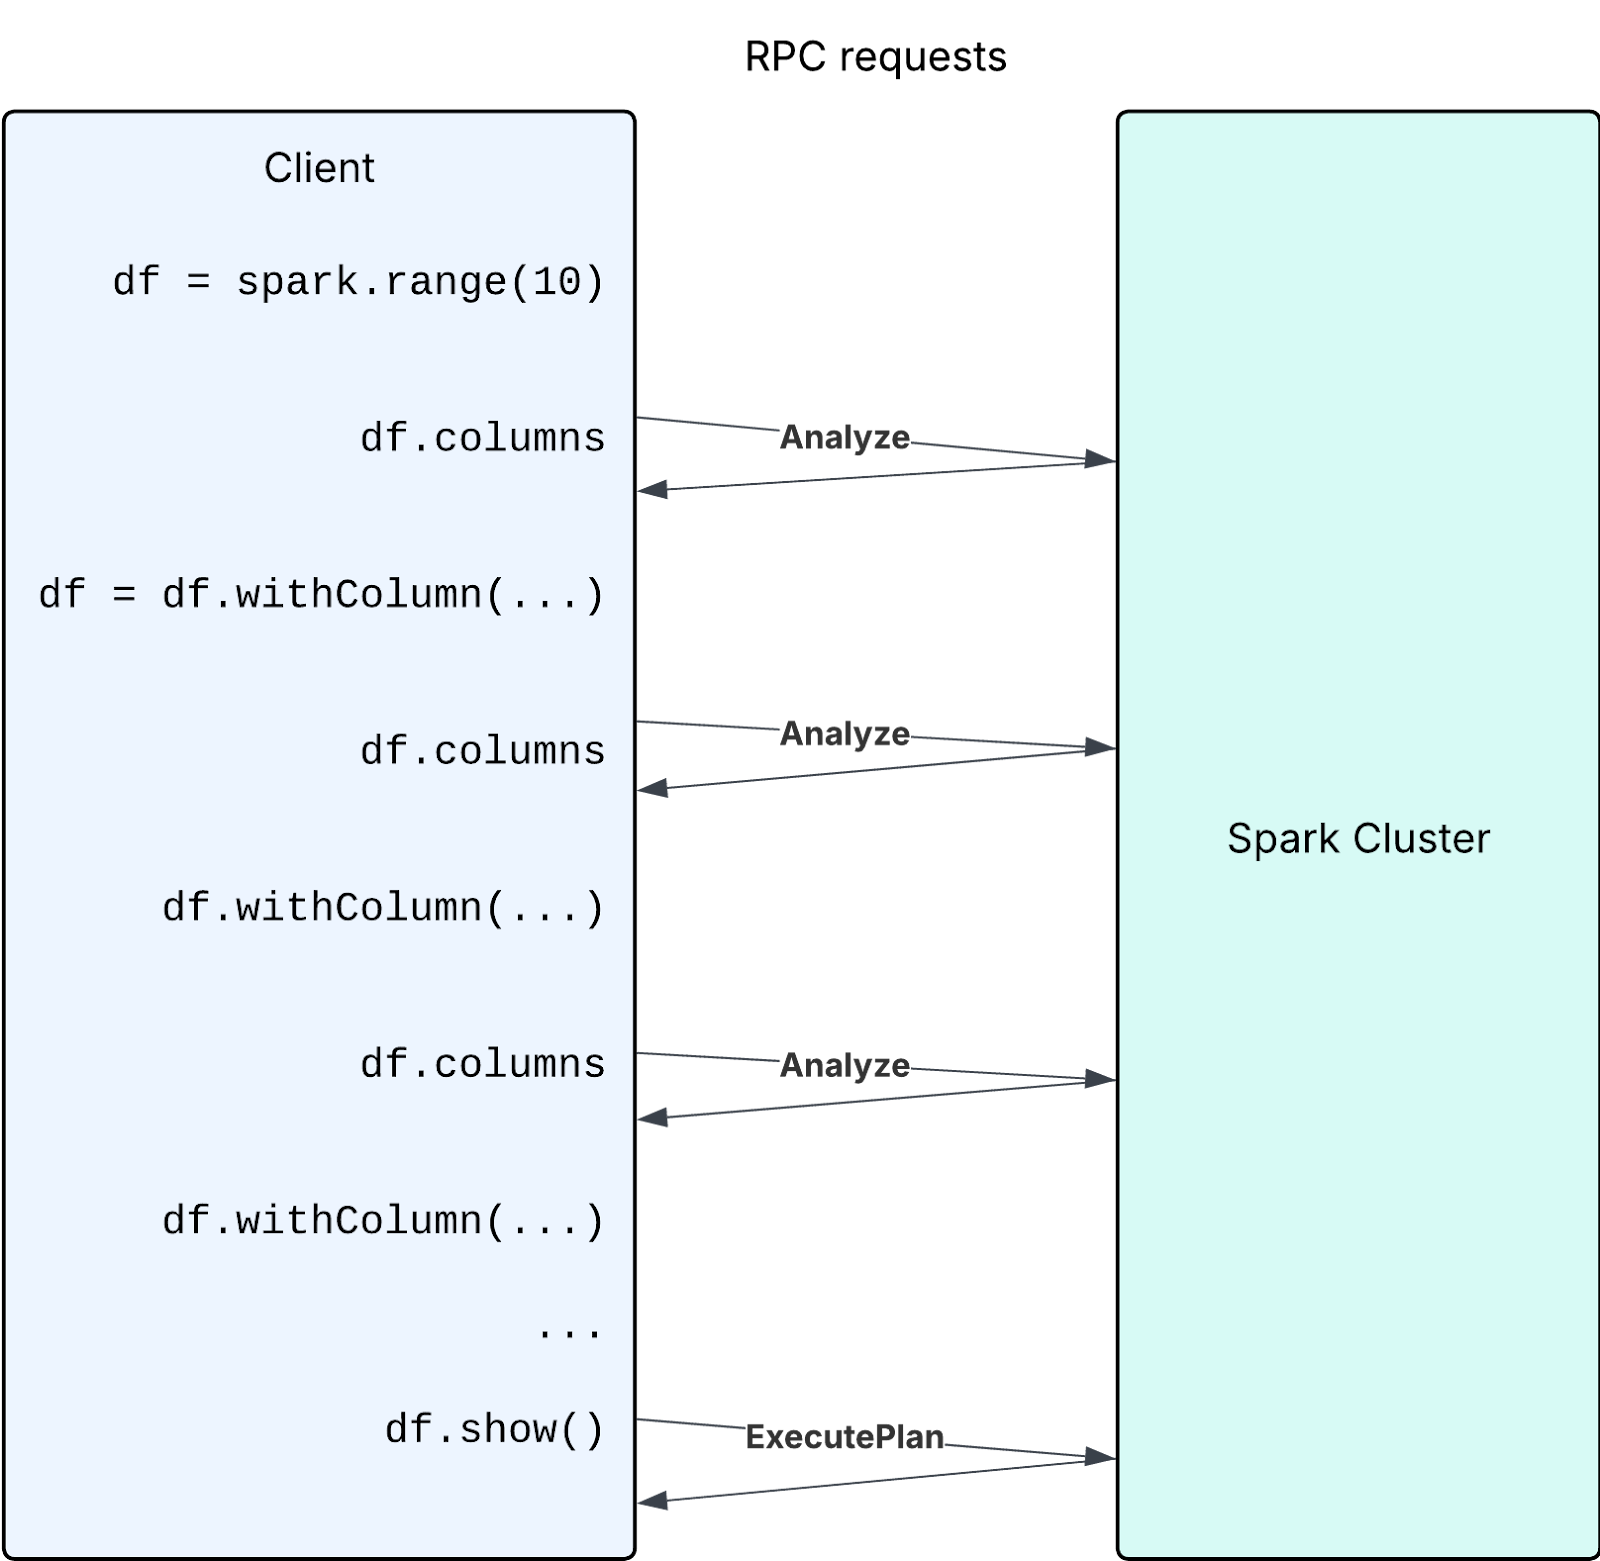 RPC requests
Client
df = spark.range(10)
df.columns
Analyze
df = df.withColumn(...)
df.columns
Analyze
Spark Cluster
df.withColumn(...)
df.columns
Analyze
df.withColumn(...)
...
df.show()
ExecutePlan